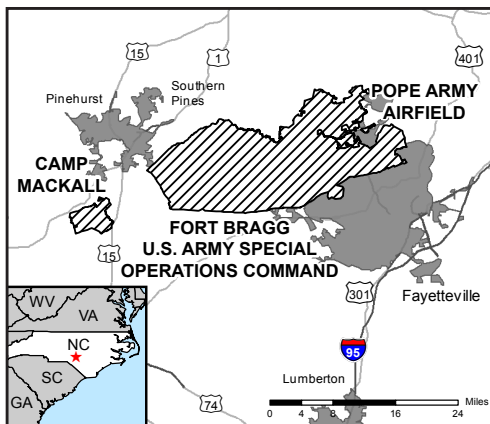 15
1
401
Southern
Pines
Pinehurst
POPE ARMY
AIRFIELD
CAMP
MACKALL
FORT BRAGG
U.S. ARMY SPECIAL
OPERATIONS COMMAND
15
301
Fayetteville
WV
VA
NC
SC
GA
95
Lumberton
74
Miles
0 4 8 16 24